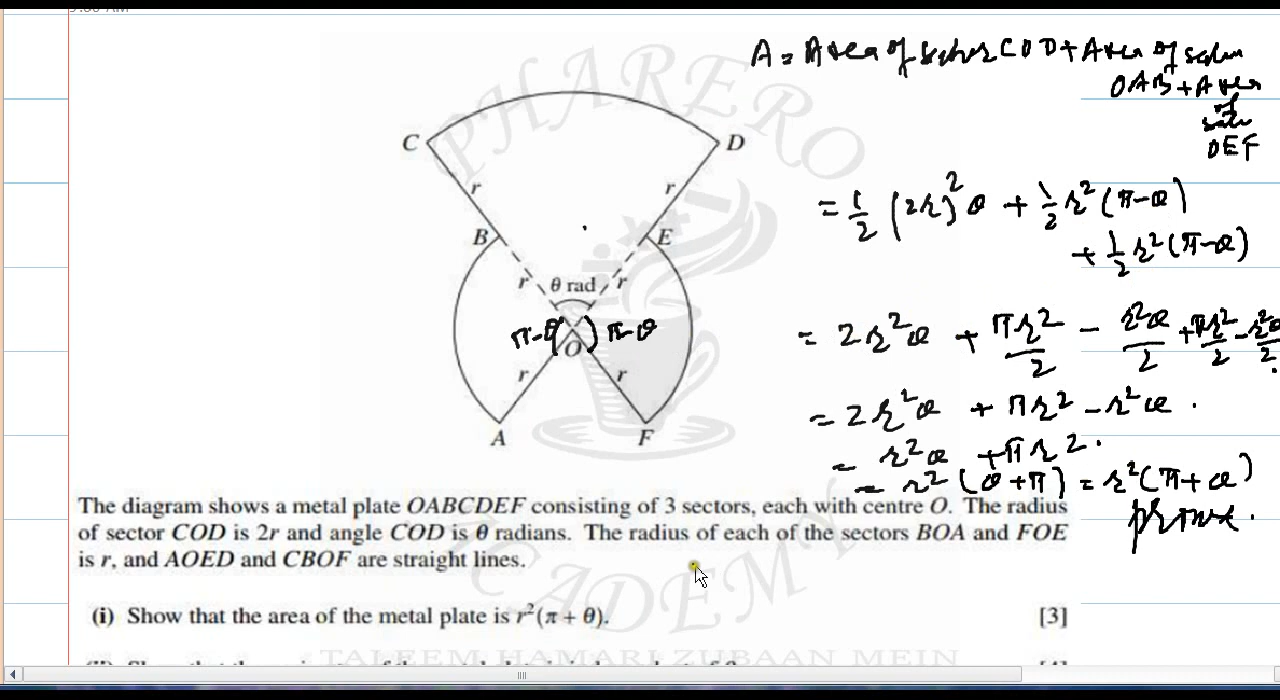 A = Area of sector COD + Area of sector
OAB + Area
of
sector
OEF
C
D
r
r
= 1/2 (2r)² θ + 1/2 r² (π-θ)
B
E
+ 1/2 r² (π-θ)
r
θ rad
r
π-θ
π-θ
O
= 2r²θ + πr²/2 - r²θ/2 + πr²/2 - r²θ/2
r
r
= 2r²θ + πr² - r²θ .
A
F
= r²θ + πr² .
= r² (θ+π) = r² (π+θ)
The diagram shows a metal plate OABCDEF consisting of 3 sectors, each with centre O. The radius
of sector COD is 2r and angle COD is θ radians. The radius of each of the sectors BOA and FOE
is r, and AOED and CBOF are straight lines.
(i) Show that the area of the metal plate is r²(π + θ). [3]
PHARERO
ACADEMY
TALEEM HAMARI ZUBAAN MEIN